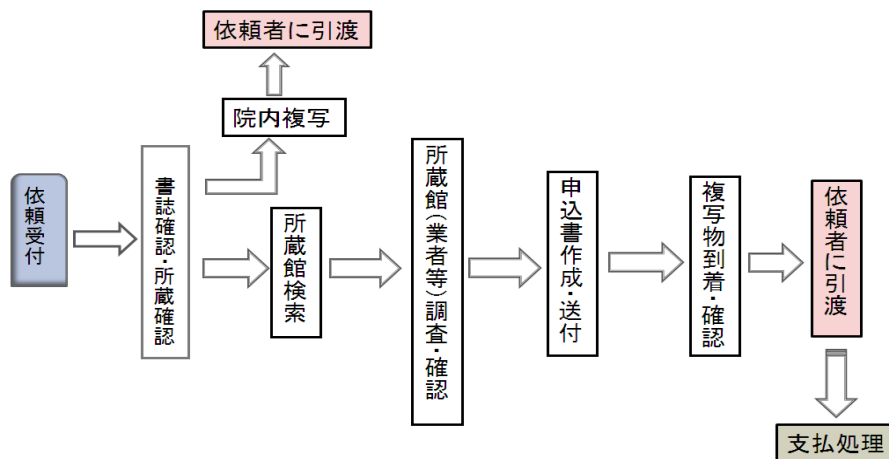 依頼者に引渡
院内複写
依頼受付
書誌確認・所蔵確認
所蔵館検索
所蔵館(業者等)調査・確認
申込書作成・送付
複写物到着・確認
依頼者に引渡
支払処理